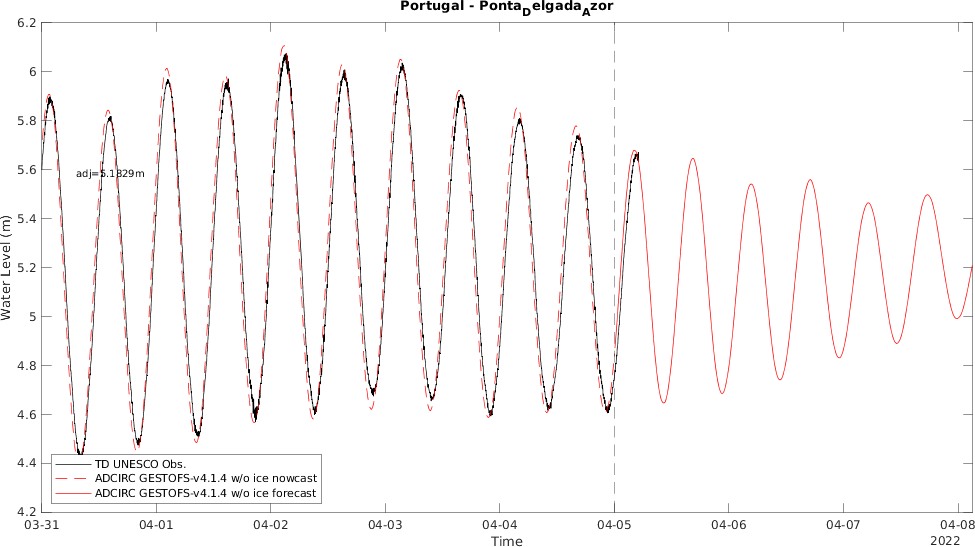 Portugal - PontaDelgadaAzor
6.2
6
5.8
5.6
5.4
5.2
5
4.8
4.6
4.4
4.2
Water Level (m)
adj=5.1829m
TD UNESCO Obs.
ADCIRC GESTOFS-v4.1.4 w/o ice nowcast
ADCIRC GESTOFS-v4.1.4 w/o ice forecast
03-31 04-01 04-02 04-03 04-04 04-05 04-06 04-07 04-08
Time
2022